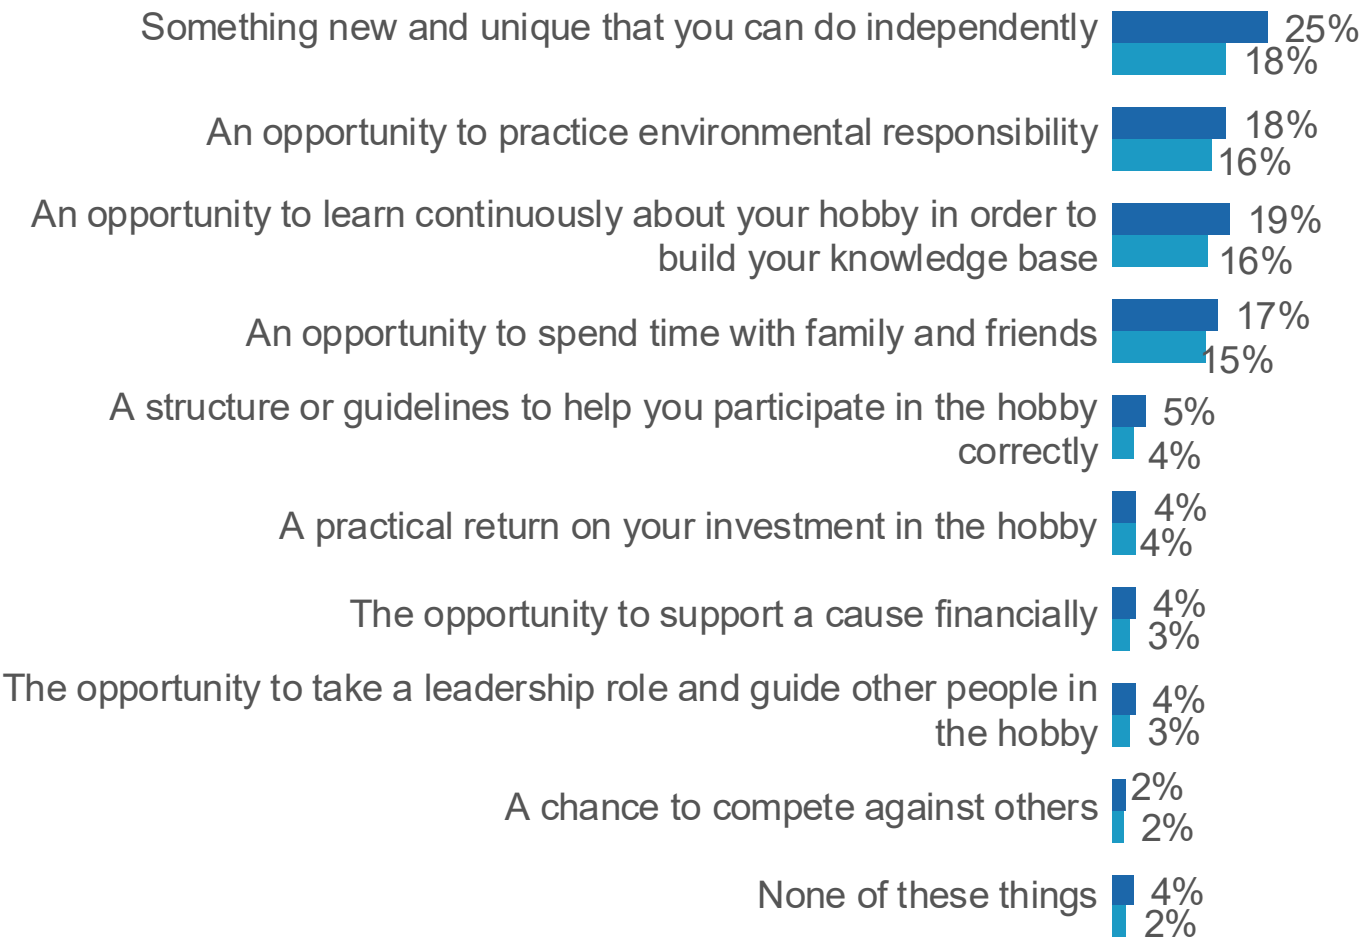 Something new and unique that you can do independently
25%
18%
An opportunity to practice environmental responsibility
18%
16%
An opportunity to learn continuously about your hobby in order to
build your knowledge base
19%
16%
An opportunity to spend time with family and friends
17%
15%
A structure or guidelines to help you participate in the hobby
correctly
5%
4%
A practical return on your investment in the hobby
4%
4%
The opportunity to support a cause financially
4%
3%
The opportunity to take a leadership role and guide other people in
the hobby
4%
3%
A chance to compete against others
2%
2%
None of these things
4%
2%